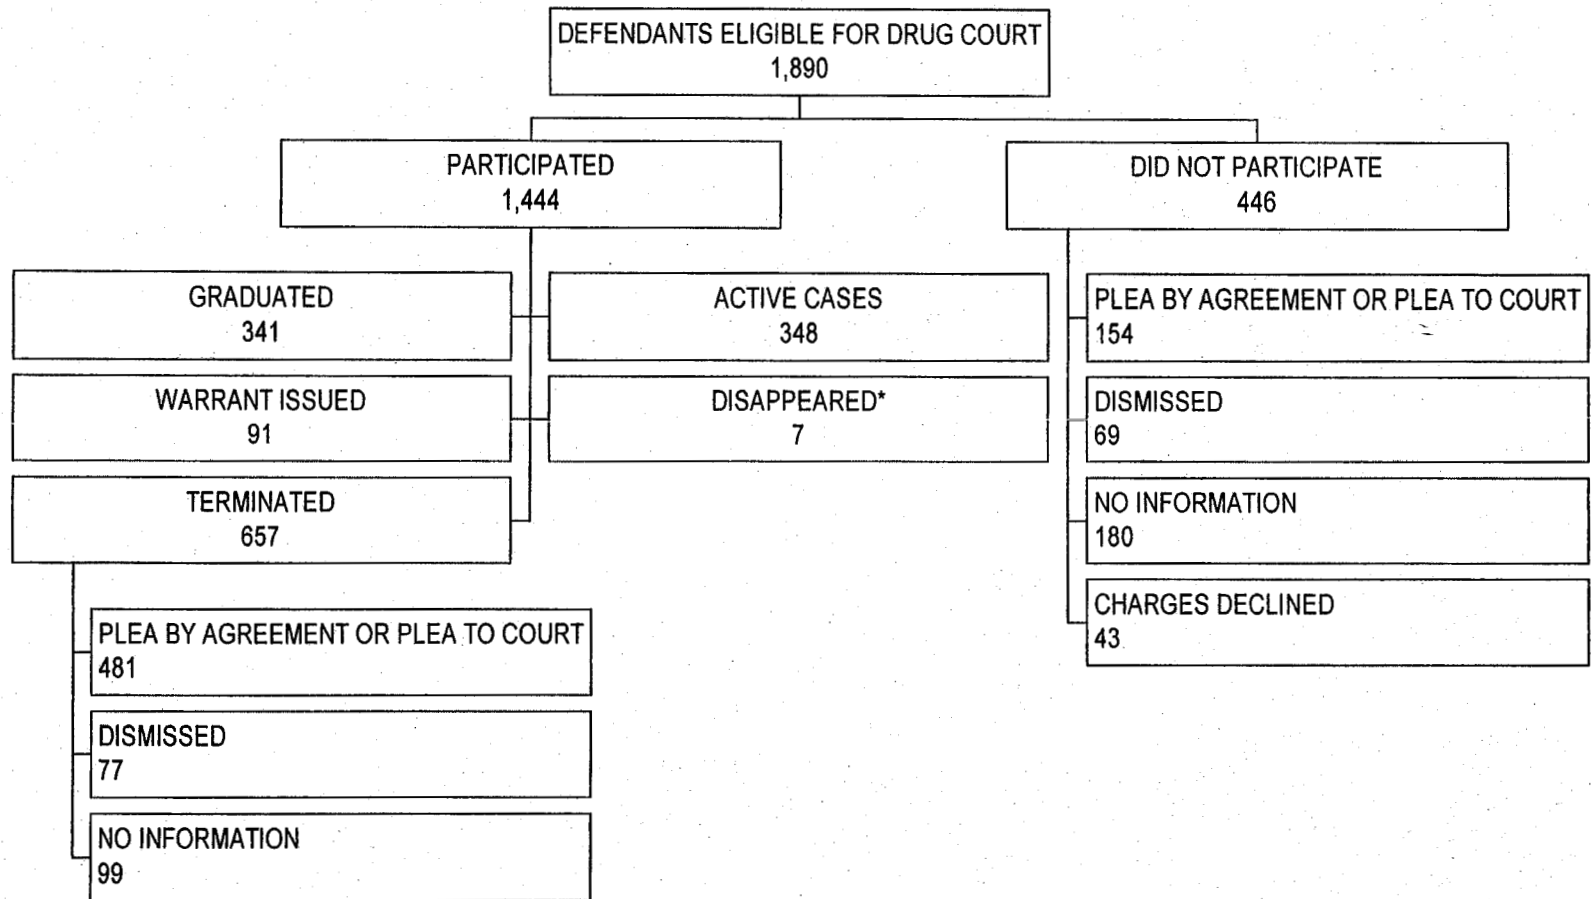 DEFENDANTS ELIGIBLE FOR DRUG COURT
1,890
PARTICIPATED
1,444
DID NOT PARTICIPATE
446
GRADUATED
341
ACTIVE CASES
348
WARRANT ISSUED
91
DISAPPEARED*
7
TERMINATED
657
PLEA BY AGREEMENT OR PLEA TO COURT
481
DISMISSED
77
NO INFORMATION
99
PLEA BY AGREEMENT OR PLEA TO COURT
154
DISMISSED
69
NO INFORMATION
180
CHARGES DECLINED
43